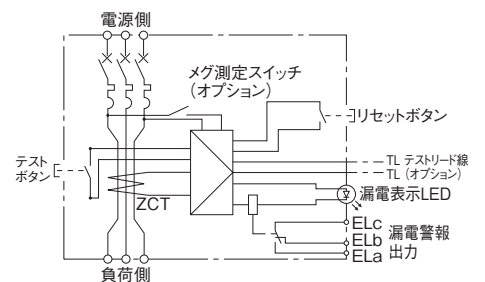 電源側
メグ測定スイッチ
（オプション）
リセットボタン
テスト
ボタン
TL テストリード線
TL（オプション）
漏電表示LED
ZCT
ELc
ELb
ELa
漏電警報
出力
負荷側